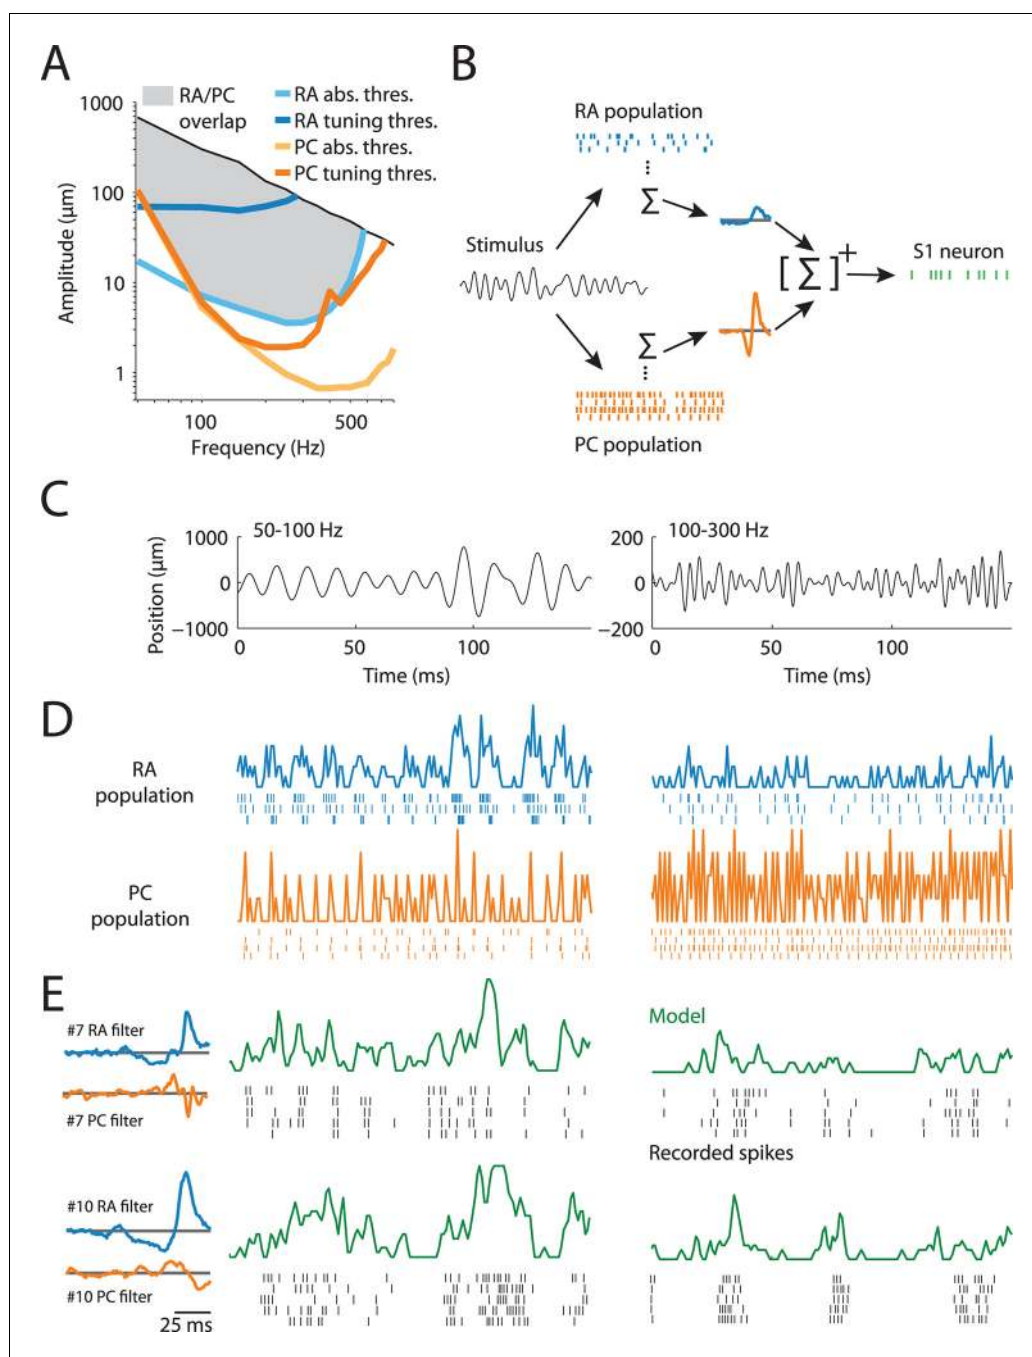 A
RA/PC
overlap
RA abs. thres.
RA tuning thres.
PC abs. thres.
PC tuning thres.
1000
100
10
1
Amplitude (µm)
100
500
Frequency (Hz)
B
RA population
Σ
Stimulus
[ Σ ]
+
S1 neuron
Σ
PC population
C
50-100 Hz
100-300 Hz
Position (µm)
1000
0
−1000
0
50
100
Time (ms)
200
0
−200
0
50
100
Time (ms)
D
RA
population
PC
population
E
#7 RA filter
#7 PC filter
Model
Recorded spikes
#10 RA filter
#10 PC filter
25 ms